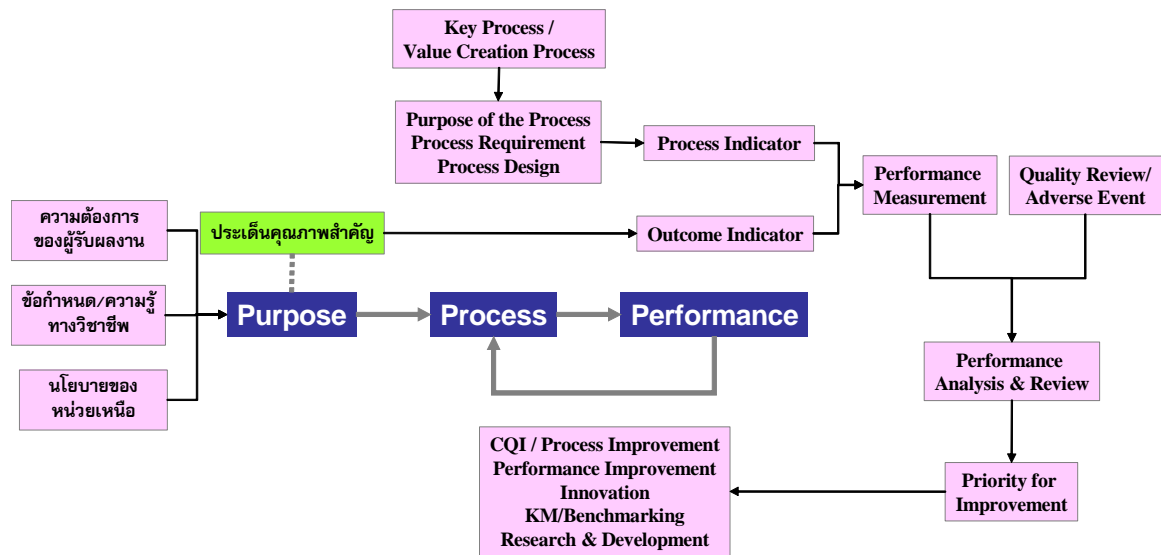 Key Process /
Value Creation Process
Purpose of the Process
Process Requirement
Process Design
Process Indicator
Performance
Measurement
Quality Review/
Adverse Event
ความต้องการ
ของผู้รับผลงาน
ประเด็นคุณภาพสำคัญ
Outcome Indicator
ข้อกำหนด/ความรู้
ทางวิชาชีพ
Purpose
Process
Performance
นโยบายของ
หน่วยเหนือ
Performance
Analysis & Review
CQI / Process Improvement
Performance Improvement
Innovation
KM/Benchmarking
Research & Development
Priority for
Improvement